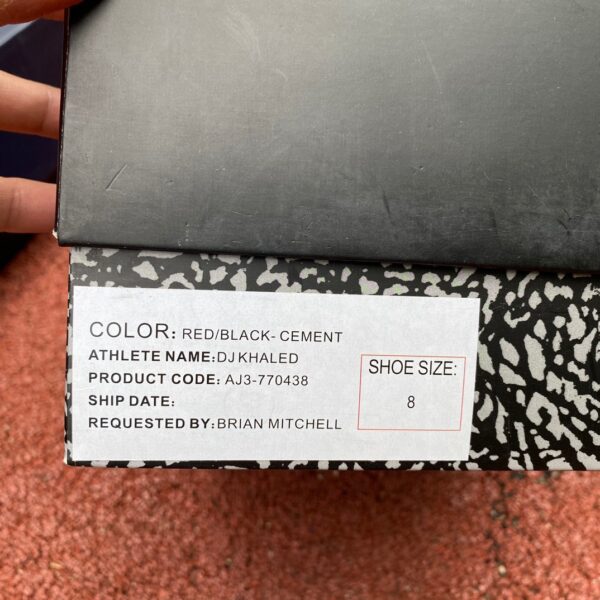 COLOR: RED/BLACK- CEMENT
ATHLETE NAME:DJ KHALED
PRODUCT CODE: AJ3-770438
SHIP DATE:
REQUESTED BY: BRIAN MITCHELL
SHOE SIZE:
8